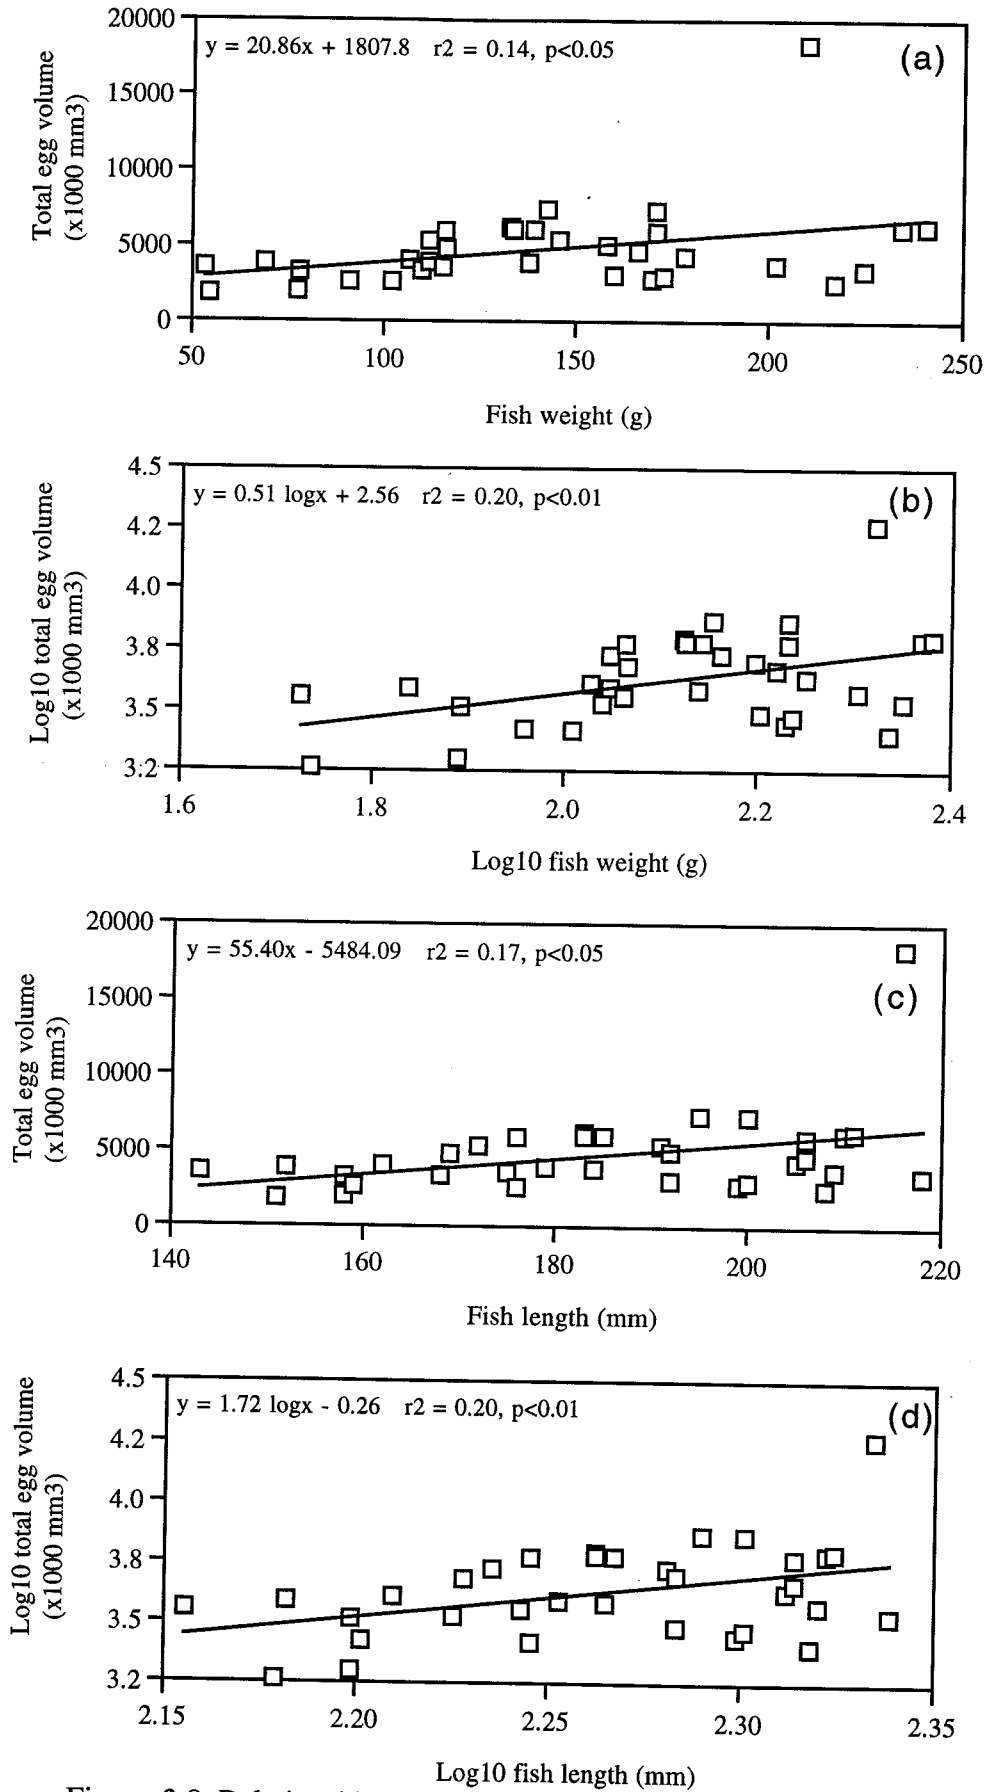 20000
y = 20.86x + 1807.8 r2 = 0.14, p<0.05
(a)
15000
10000
5000
0
Total egg volume
(x1000 mm3)
50 100 150 200 250
Fish weight (g)
4.5
y = 0.51 logx + 2.56 r2 = 0.20, p<0.01
(b)
4.2
4.0
3.8
3.5
3.2
Log10 total egg volume
(x1000 mm3)
1.6 1.8 2.0 2.2 2.4
Log10 fish weight (g)
20000
y = 55.40x - 5484.09 r2 = 0.17, p<0.05
(c)
15000
10000
5000
0
Total egg volume
(x1000 mm3)
140 160 180 200 220
Fish length (mm)
4.5
y = 1.72 logx - 0.26 r2 = 0.20, p<0.01
(d)
4.2
4.0
3.8
3.5
3.2
Log10 total egg volume
(x1000 mm3)
2.15 2.20 2.25 2.30 2.35
Log10 fish length (mm)